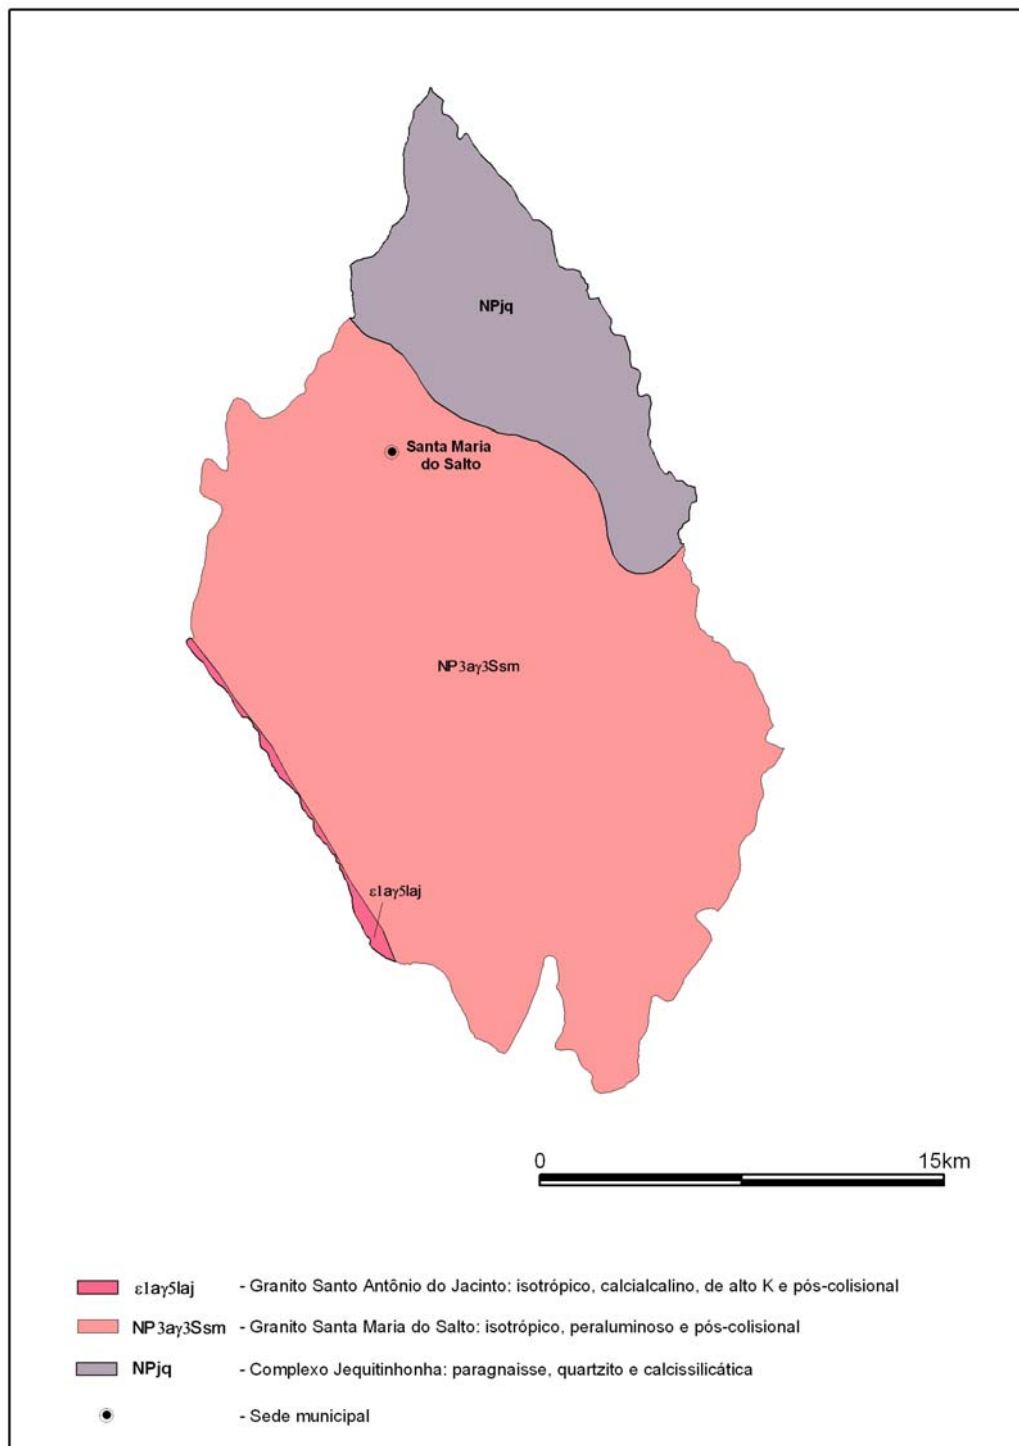 NPjq
Santa Maria
do Salto
NP3aγ3Ssm
ε1aγ5Iaj
0 15km
ε1aγ5Iaj - Granito Santo Antônio do Jacinto: isotrópico, calcialcalino, de alto K e pós-colisional
NP3aγ3Ssm - Granito Santa Maria do Salto: isotrópico, peraluminoso e pós-colisional
NPjq - Complexo Jequitinhonha: paragnaisse, quartzito e calcissilicática
- Sede municipal